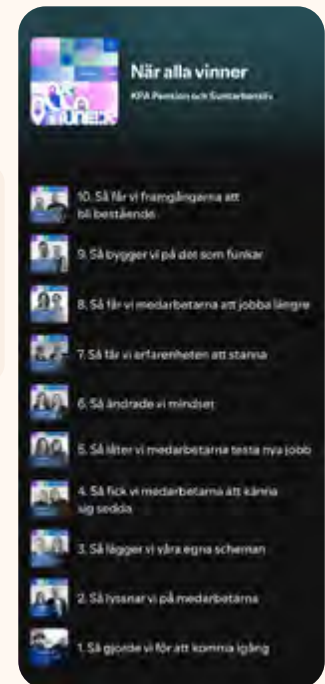 När alla vinner
KPA Pension och Suntarbetsliv
10. Så får vi framgångarna att
bli bestående
9. Så bygger vi på det som funkar
8. Så får vi medarbetarna att jobba längre
7. Så får vi erfarenheten att stanna
6. Så ändrade vi mindset
5. Så låter vi medarbetarna testa nya jobb
4. Så fick vi medarbetarna att känna
sig sedda
3. Så lägger vi våra egna scheman
2. Så lyssnar vi på medarbetarna
1. Så gjorde vi för att komma igång